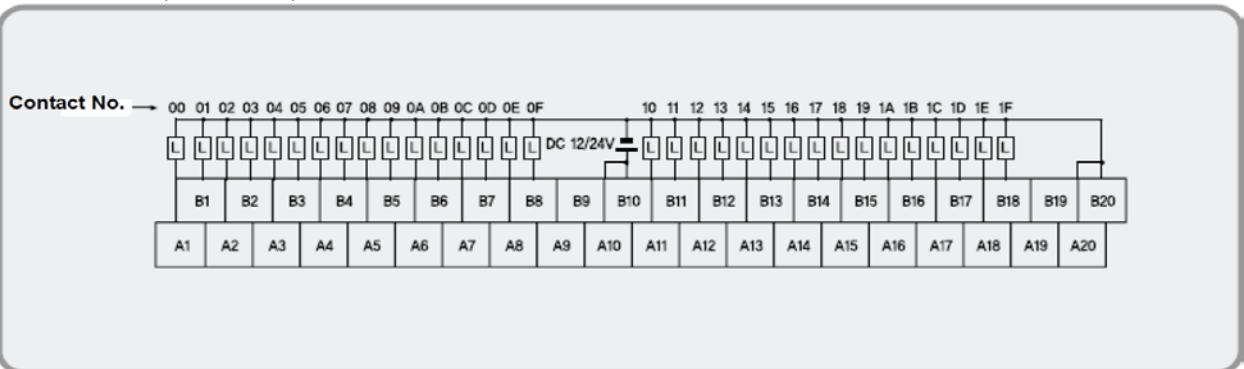 Contact No. 00 01 02 03 04 05 06 07 08 09 0A 0B 0C 0D 0E 0F 10 11 12 13 14 15 16 17 18 19 1A 1B 1C 1D 1E 1F
L L L L L L L L L L L L L L L L DC 12/24V L L L L L L L L L L L L L L L L
B1 B2 B3 B4 B5 B6 B7 B8 B9 B10 B11 B12 B13 B14 B15 B16 B17 B18 B19 B20
A1 A2 A3 A4 A5 A6 A7 A8 A9 A10 A11 A12 A13 A14 A15 A16 A17 A18 A19 A20